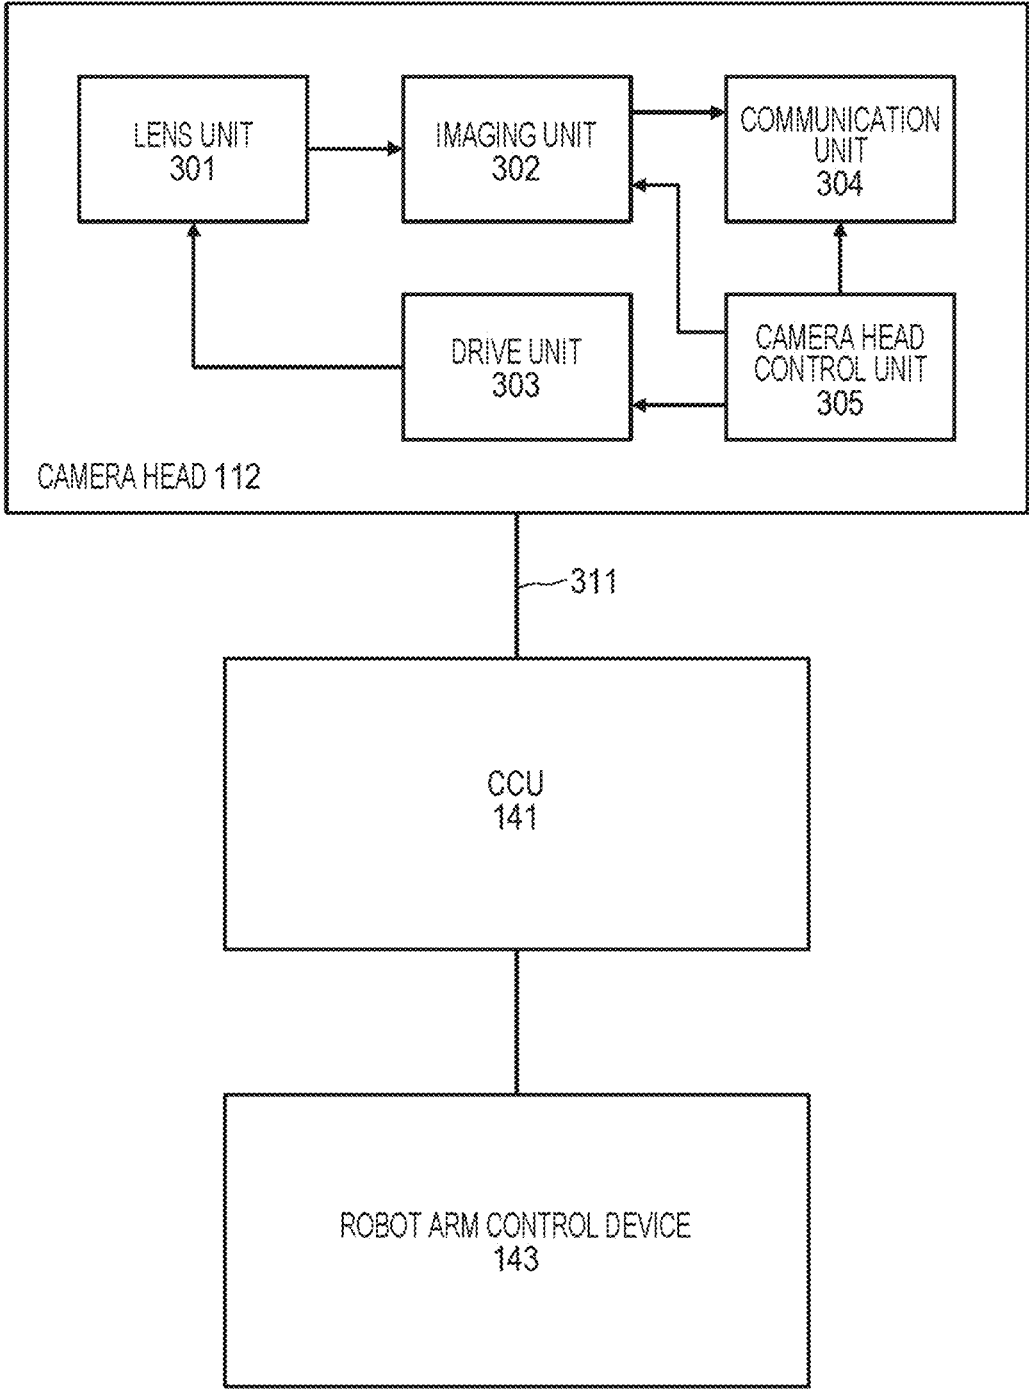 LENS UNIT
301
IMAGING UNIT
302
COMMUNICATION
UNIT
304
DRIVE UNIT
303
CAMERA HEAD
CONTROL UNIT
305
CAMERA HEAD 112
311
CCU
141
ROBOT ARM CONTROL DEVICE
143